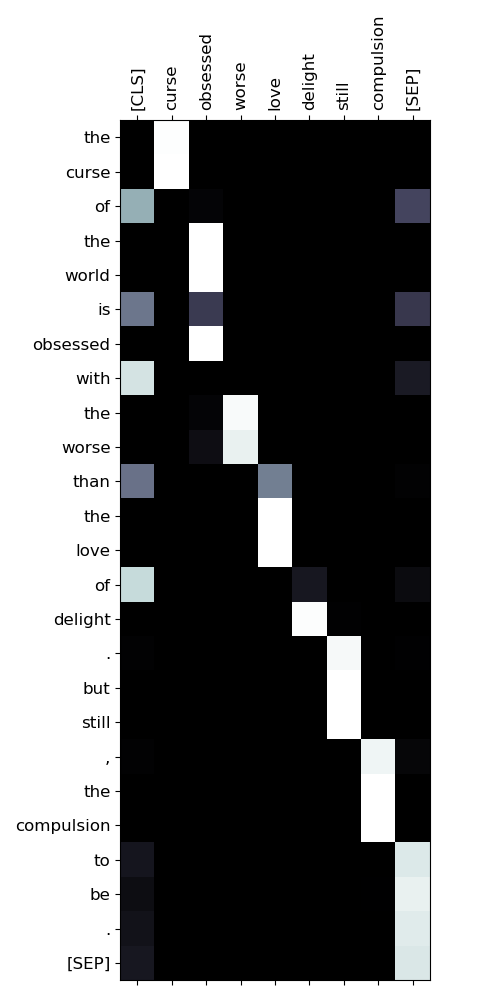 [CLS]
curse
obsessed
worse
love
delight
still
compulsion
[SEP]
the
curse
of
the
world
is
obsessed
with
the
worse
than
the
love
of
delight
.
but
still
,
the
compulsion
to
be
.
[SEP]